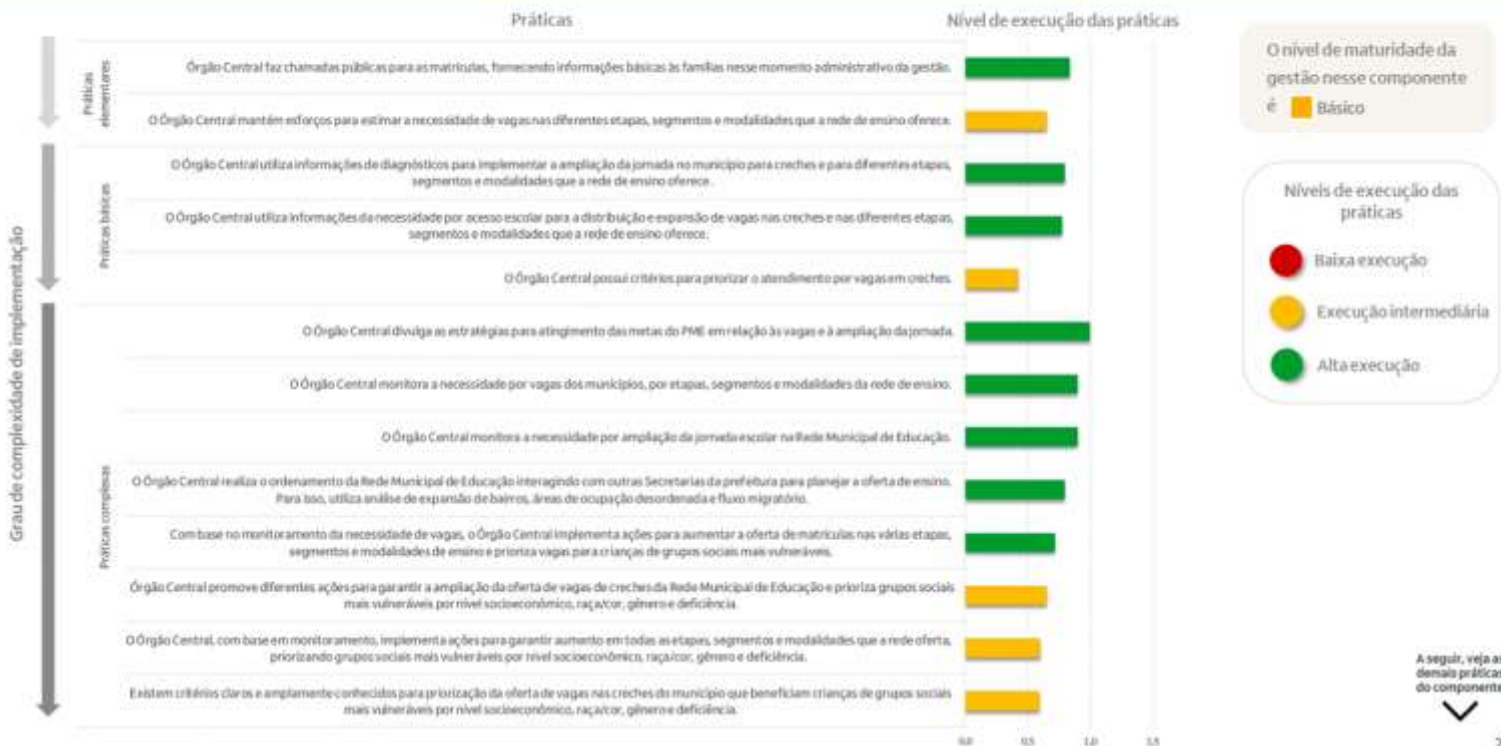 Práticas
Nível de execução das práticas
Grau de complexidade de implementação
Práticas
elementares
Órgão Central faz chamadas públicas para as matrículas, fornecendo informações básicas às famílias nesse momento administrativo da gestão.
O Órgão Central mantém esforços para estimar a necessidade de vagas nas diferentes etapas, segmentos e modalidades que a rede de ensino oferece.
Práticas básicas
O Órgão Central utiliza informações de diagnósticos para implementar a ampliação da jornada no município para creches e para diferentes etapas,
segmentos e modalidades que a rede de ensino oferece.
O Órgão Central utiliza informações da necessidade por acesso escolar para a distribuição e expansão de vagas nas creches e nas diferentes etapas,
segmentos e modalidades que a rede de ensino oferece.
O Órgão Central possui critérios para priorizar o atendimento por vagas em creches.
Práticas complexas
O Órgão Central divulga as estratégias para atingimento das metas do PME em relação às vagas e à ampliação da jornada.
O Órgão Central monitora a necessidade por vagas dos municípios, por etapas, segmentos e modalidades da rede de ensino.
O Órgão Central monitora a necessidade por ampliação da jornada escolar na Rede Municipal de Educação.
O Órgão Central realiza o ordenamento da Rede Municipal de Educação interagindo com outras Secretarias da prefeitura para planejar a oferta de ensino.
Para isso, utiliza análise de expansão de bairros, áreas de ocupação desordenada e fluxo migratório.
Com base no monitoramento da necessidade de vagas, o Órgão Central implementa ações para aumentar a oferta de matrículas nas várias etapas,
segmentos e modalidades de ensino e prioriza vagas para crianças de grupos sociais mais vulneráveis.
Órgão Central promove diferentes ações para garantir a ampliação da oferta de vagas de creches da Rede Municipal de Educação e prioriza grupos sociais
mais vulneráveis por nível socioeconômico, raça/cor, gênero e deficiência.
O Órgão Central, com base em monitoramento, implementa ações para garantir aumento em todas as etapas, segmentos e modalidades que a rede oferta,
priorizando grupos sociais mais vulneráveis por nível socioeconômico, raça/cor, gênero e deficiência.
Existem critérios claros e amplamente conhecidos para priorização da oferta de vagas nas creches do município que beneficiam crianças de grupos sociais
mais vulneráveis por nível socioeconômico, raça/cor, gênero e deficiência.
0.0 0.5 1.0 1.5
O nível de maturidade da
gestão nesse componente
é Básico
Níveis de execução das
práticas
Baixa execução
Execução intermediária
Alta execução
A seguir, veja as
demais práticas
do componente